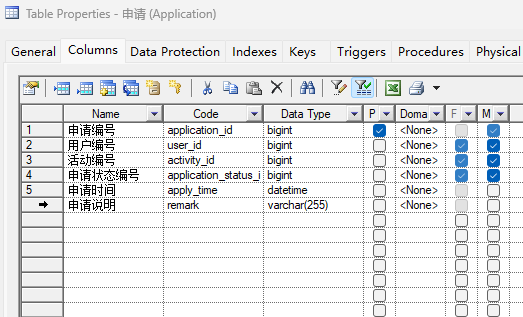 Table Properties - 申请 (Application)
General Columns Data Protection Indexes Keys Triggers Procedures Physical
Name Code Data Type P Doma F M
1 申请编号 application_id bigint <None>
2 用户编号 user_id bigint <None>
3 活动编号 activity_id bigint <None>
4 申请状态编号 application_status_i bigint <None>
5 申请时间 apply_time datetime <None>
申请说明 remark varchar(255) <None>